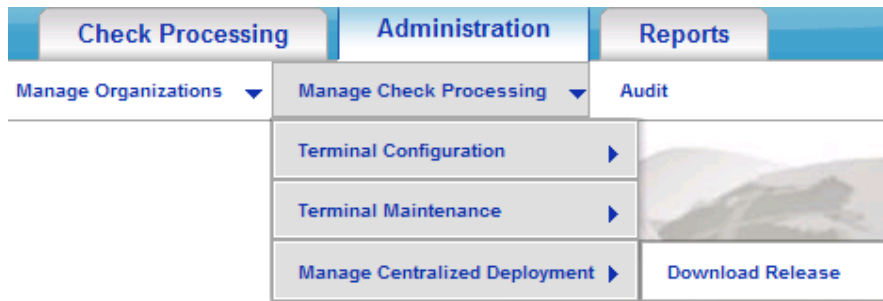 Check Processing Administration Reports
Manage Organizations Manage Check Processing Audit
Terminal Configuration
Terminal Maintenance
Manage Centralized Deployment Download Release